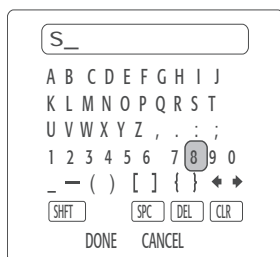 S_
A B C D E F G H I J
K L M N O P Q R S T
U V W X Y Z , . : ;
1 2 3 4 5 6 7 8 9 0
_ — ( ) [ ] { } ← →
SHFT SPC DEL CLR
DONE CANCEL